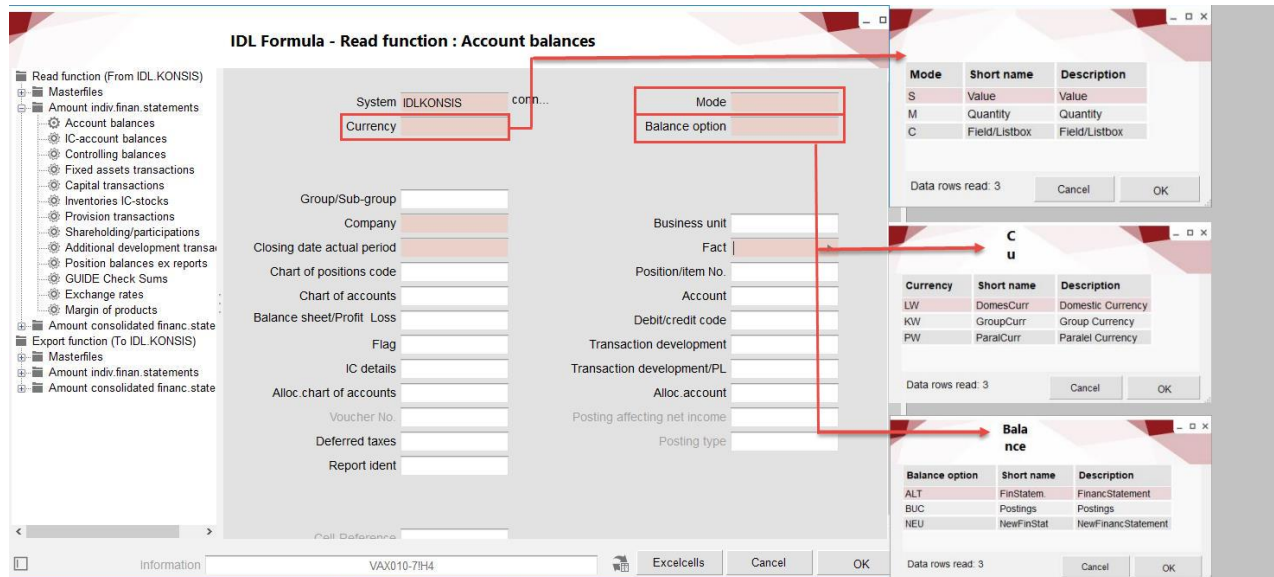 IDL Formula - Read function : Account balances
Read function (From IDL.KONSIS)
Masterfiles
Amount indiv.finan.statements
Account balances
IC-account balances
Controlling balances
Fixed assets transactions
Capital transactions
Inventories IC-stocks
Provision transactions
Shareholding/participations
Additional development transa
Position balances ex reports
GUIDE Check Sums
Exchange rates
Margin of products
Amount consolidated financ.state
Export function (To IDL.KONSIS)
Masterfiles
Amount indiv.finan.statements
Amount consolidated financ.state
System IDLKONSIS conn...
Mode
Currency
Balance option
Group/Sub-group
Company
Business unit
Closing date actual period
Fact
Chart of positions code
Position/item No.
Chart of accounts
Account
Balance sheet/Profit Loss
Debit/credit code
Flag
Transaction development
IC details
Transaction development/PL
Alloc.chart of accounts
Alloc.account
Voucher No.
Posting affecting net income
Deferred taxes
Posting type
Report ident
Cell Reference
Information VAX010-7!H4 Excelcells Cancel OK
Mode Short name Description
S Value Value
M Quantity Quantity
C Field/Listbox Field/Listbox
Data rows read: 3 Cancel OK
C
u
Currency Short name Description
LW DomesCurr Domestic Currency
KW GroupCurr Group Currency
PW ParalCurr Paralel Currency
Data rows read: 3 Cancel OK
Bala
nce
Balance option Short name Description
ALT FinStatem. FinancStatement
BUC Postings Postings
NEU NewFinStat NewFinancStatement
Data rows read: 3 Cancel OK